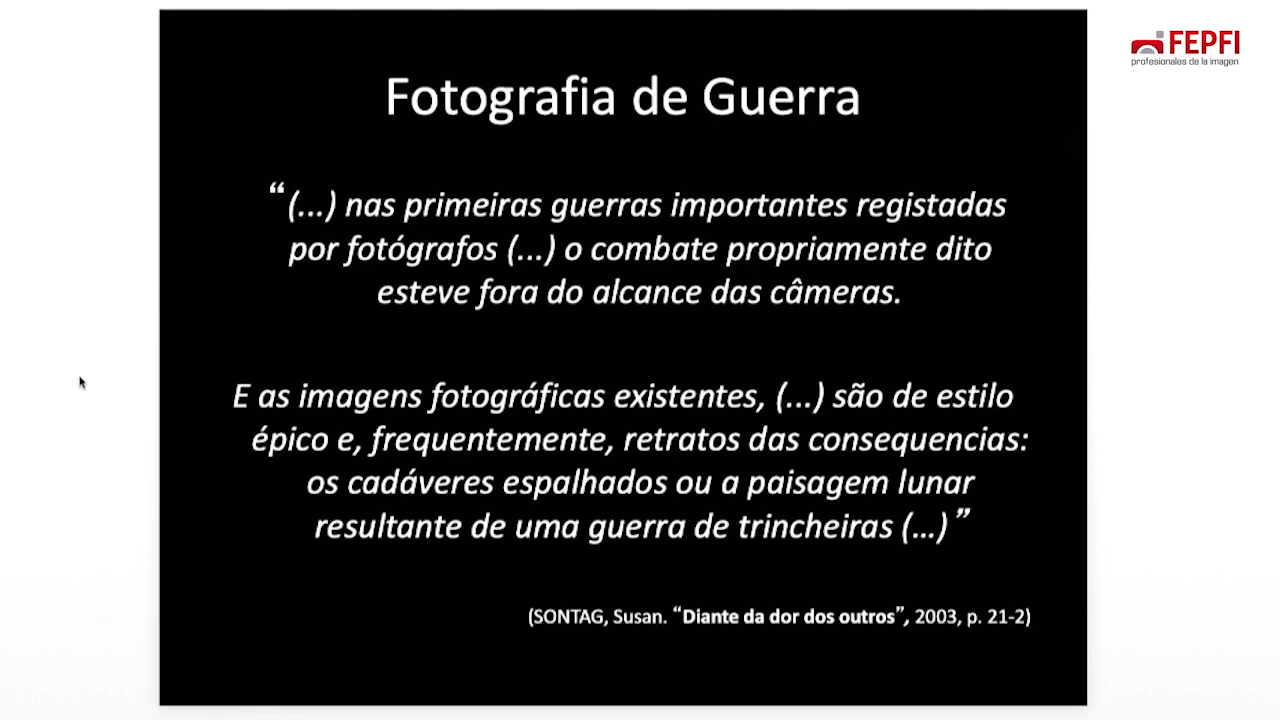 FEPFI
profesionales de la imagen
Fotografia de Guerra
“(...) nas primeiras guerras importantes registadas
por fotógrafos (...) o combate propriamente dito
esteve fora do alcance das câmeras.
E as imagens fotográficas existentes, (...) são de estilo
épico e, frequentemente, retratos das consequencias:
os cadáveres espalhados ou a paisagem lunar
resultante de uma guerra de trincheiras (...)”
(SONTAG, Susan. “Diante da dor dos outros”, 2003, p. 21-2)